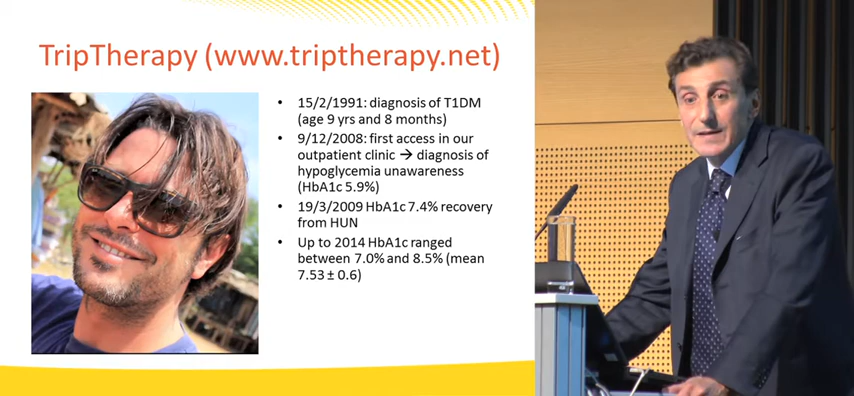 TripTherapy (www.triptherapy.net)
• 15/2/1991: diagnosis of T1DM
(age 9 yrs and 8 months)
• 9/12/2008: first access in our
outpatient clinic → diagnosis of
hypoglycemia unawareness
(HbA1c 5.9%)
• 19/3/2009 HbA1c 7.4% recovery
from HUN
• Up to 2014 HbA1c ranged
between 7.0% and 8.5% (mean
7.53 ± 0.6)